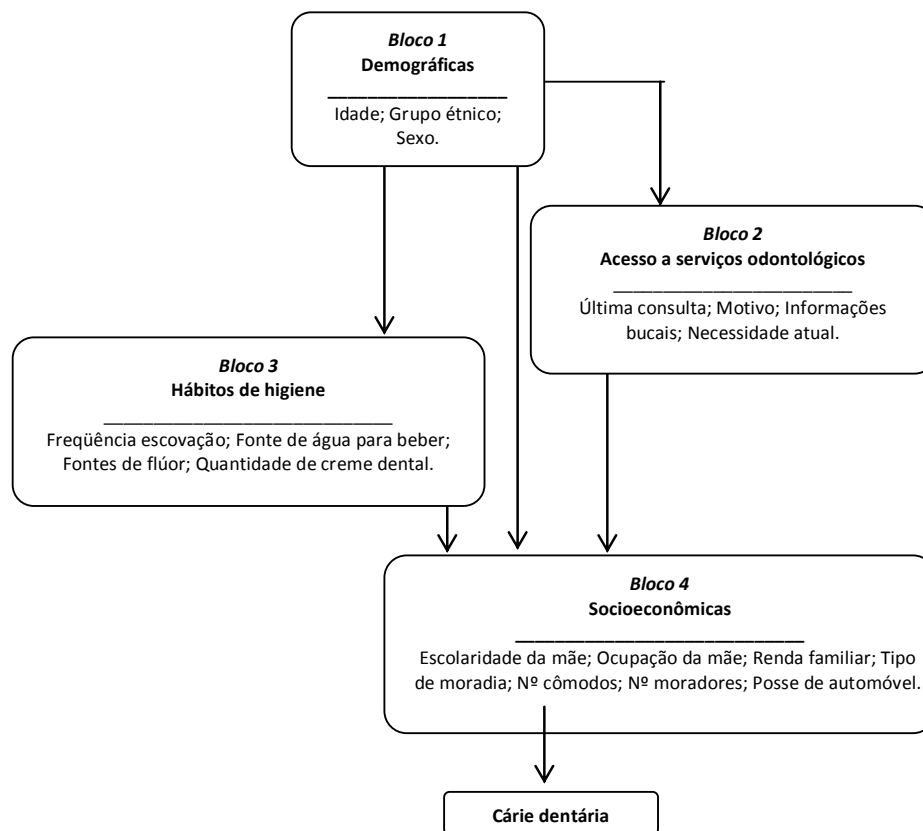 Bloco 1
Demográficas
Idade; Grupo étnico;
Sexo.
Bloco 2
Acesso a serviços odontológicos
Última consulta; Motivo; Informações
bucais; Necessidade atual.
Bloco 3
Hábitos de higiene
Freqüência escovação; Fonte de água para beber;
Fontes de flúor; Quantidade de creme dental.
Bloco 4
Socioeconômicas
Escolaridade da mãe; Ocupação da mãe; Renda familiar; Tipo
de moradia; Nº cômodos; Nº moradores; Posse de automóvel.
Cárie dentária